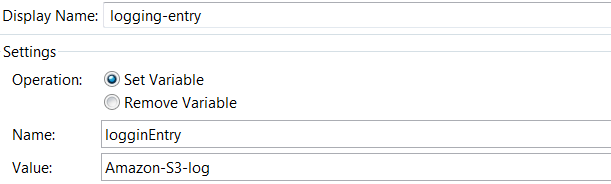 Display Name: logging-entry
Settings
Operation: Set Variable
Remove Variable
Name: logginEntry
Value: Amazon-S3-log